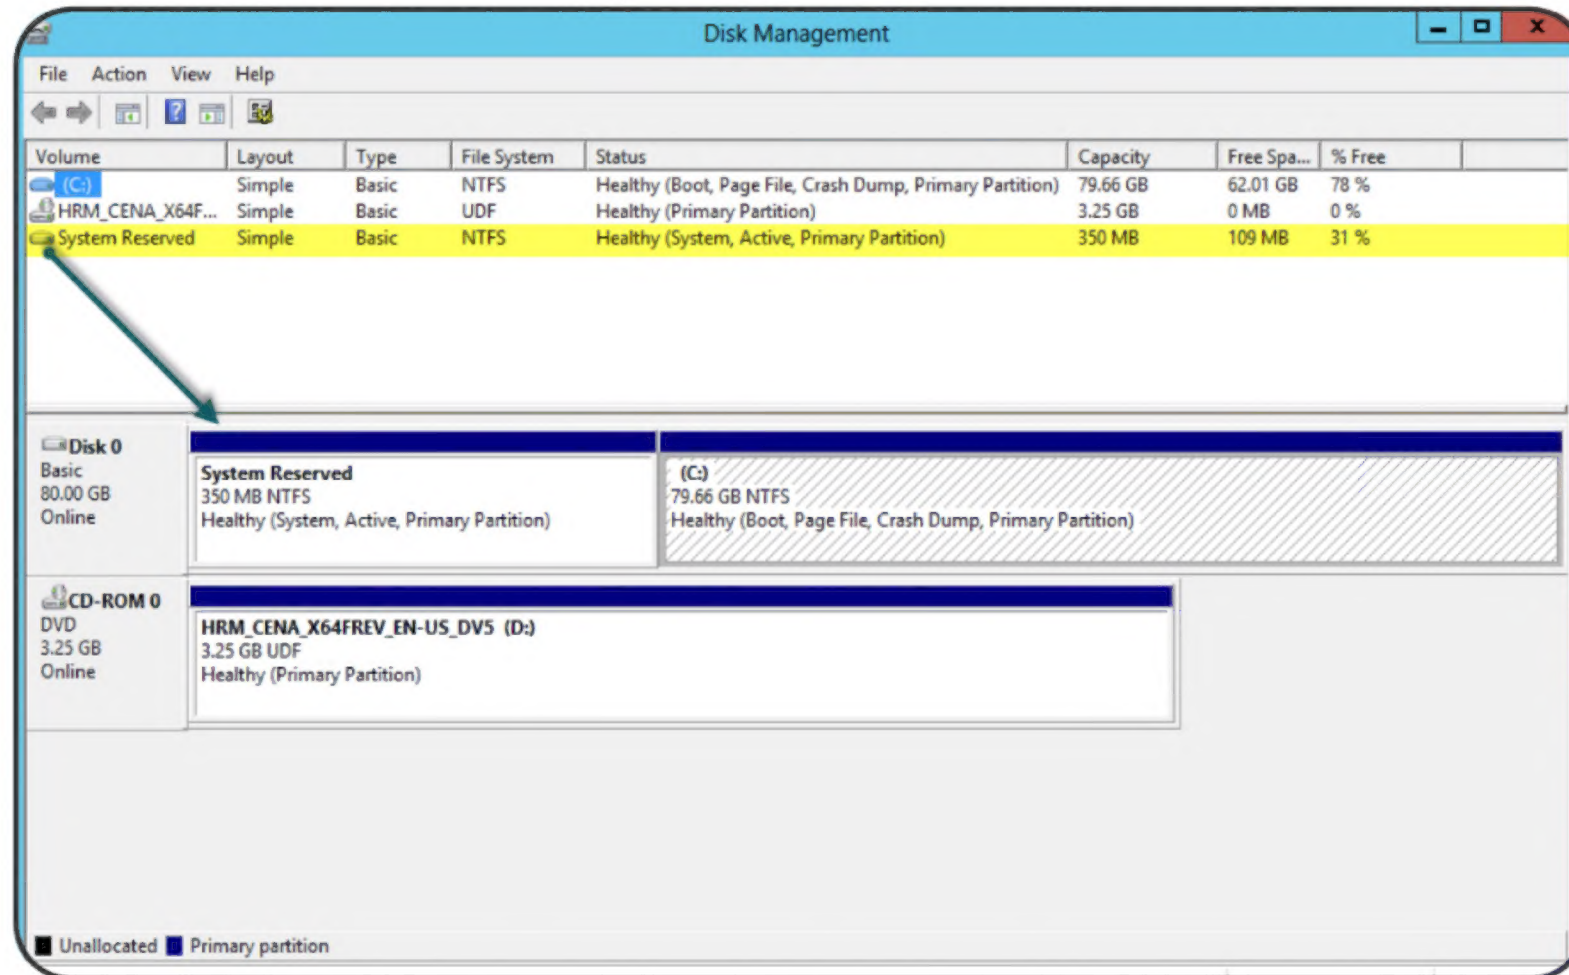 Disk Management
File Action View Help
Volume Layout Type File System Status Capacity Free Spa... % Free
(C:) Simple Basic NTFS Healthy (Boot, Page File, Crash Dump, Primary Partition) 79.66 GB 62.01 GB 78 %
HRM_CENA_X64F... Simple Basic UDF Healthy (Primary Partition) 3.25 GB 0 MB 0 %
System Reserved Simple Basic NTFS Healthy (System, Active, Primary Partition) 350 MB 109 MB 31 %
Disk 0
Basic
80.00 GB
Online
System Reserved
350 MB NTFS
Healthy (System, Active, Primary Partition)
(C:)
79.66 GB NTFS
Healthy (Boot, Page File, Crash Dump, Primary Partition)
CD-ROM 0
DVD
3.25 GB
Online
HRM_CENA_X64FREV_EN-US_DV5 (D:)
3.25 GB UDF
Healthy (Primary Partition)
Unallocated Primary partition